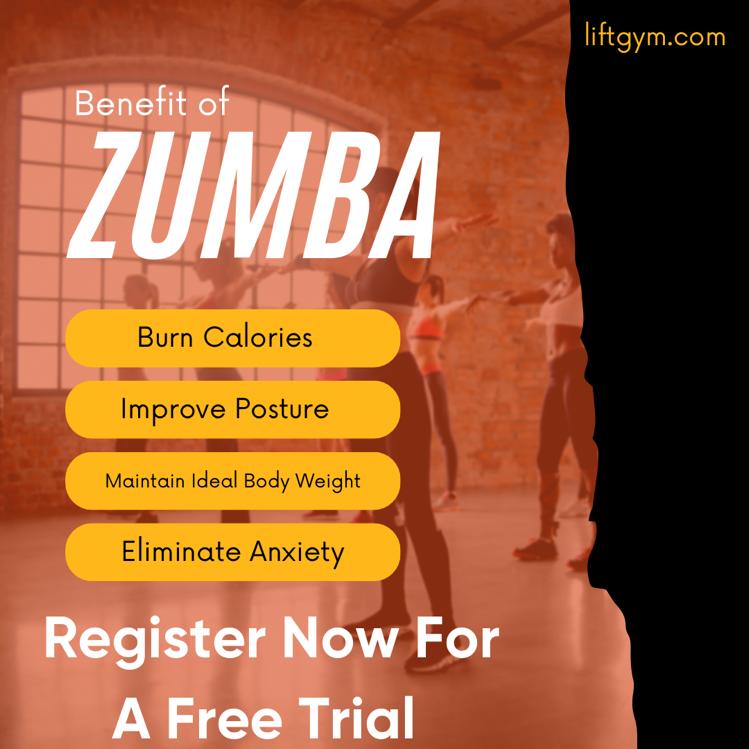 liftgym.com
Benefit of
ZUMBA
Burn Calories
Improve Posture
Maintain Ideal Body Weight
Eliminate Anxiety
Register Now For
A Free Trial